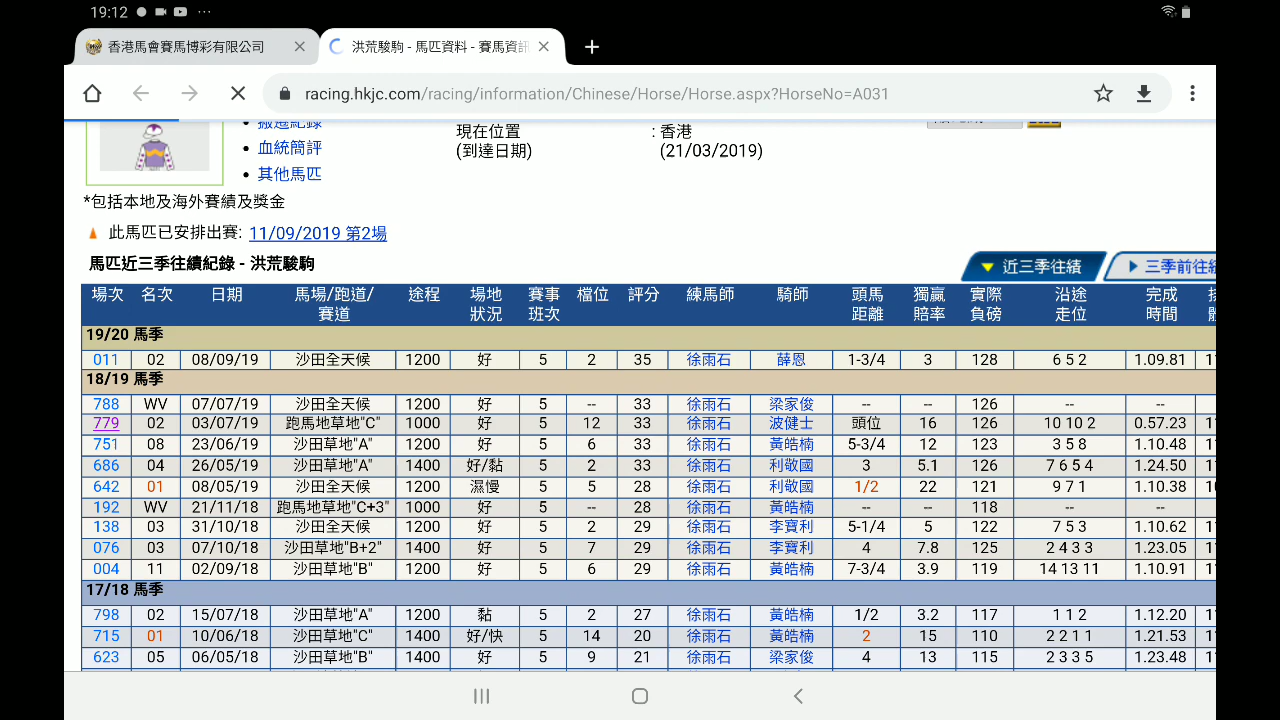 19:12
香港馬會賽馬博彩有限公司
洪荒駿駒 - 馬匹資料 - 賽馬資訊
racing.hkjc.com/racing/information/Chinese/Horse/Horse.aspx?HorseNo=A031
搬遷紀錄
血統簡評
其他馬匹
現在位置 : 香港
(到達日期) (21/03/2019)
*包括本地及海外賽績及獎金
此馬匹已安排出賽: 11/09/2019 第2場
馬匹近三季往績紀錄 - 洪荒駿駒
近三季往績 三季前往績
場次 名次 日期 馬場/跑道/ 途程 場地 賽事 檔位 評分 練馬師 騎師 頭馬 獨贏 實際 沿途 完成
賽道 狀況 班次 距離 賠率 負磅 走位 時間
19/20 馬季
011 02 08/09/19 沙田全天候 1200 好 5 2 35 徐雨石 薛恩 1-3/4 3 128 6 5 2 1.09.81
18/19 馬季
788 WV 07/07/19 沙田全天候 1200 好 5 -- 33 徐雨石 梁家俊 -- -- 126 -- --
779 02 03/07/19 跑馬地草地"C" 1000 好 5 12 33 徐雨石 波健士 頭位 16 126 10 10 2 0.57.23
751 08 23/06/19 沙田草地"A" 1200 好 5 6 33 徐雨石 黃皓楠 5-3/4 12 123 3 5 8 1.10.48
686 04 26/05/19 沙田草地"A" 1400 好/黏 5 2 33 徐雨石 利敬國 3 5.1 126 7 6 5 4 1.24.50
642 01 08/05/19 沙田全天候 1200 濕慢 5 5 28 徐雨石 利敬國 1/2 22 121 9 7 1 1.10.38
192 WV 21/11/18 跑馬地草地"C+3" 1000 好 5 -- 28 徐雨石 黃皓楠 -- -- 118 -- --
138 03 31/10/18 沙田全天候 1200 好 5 2 29 徐雨石 李寶利 5-1/4 5 122 7 5 3 1.10.62
076 03 07/10/18 沙田草地"B+2" 1400 好 5 7 29 徐雨石 李寶利 4 7.8 125 2 4 3 3 1.23.05
004 11 02/09/18 沙田草地"B" 1200 好 5 6 29 徐雨石 黃皓楠 7-3/4 3.9 119 14 13 11 1.10.91
17/18 馬季
798 02 15/07/18 沙田草地"A" 1200 黏 5 2 27 徐雨石 黃皓楠 1/2 3.2 117 1 1 2 1.12.20
715 01 10/06/18 沙田草地"C" 1400 好/快 5 14 20 徐雨石 黃皓楠 2 15 110 2 2 1 1 1.21.53
623 05 06/05/18 沙田草地"B" 1400 好 5 9 21 徐雨石 梁家俊 4 13 115 2 3 3 5 1.23.48